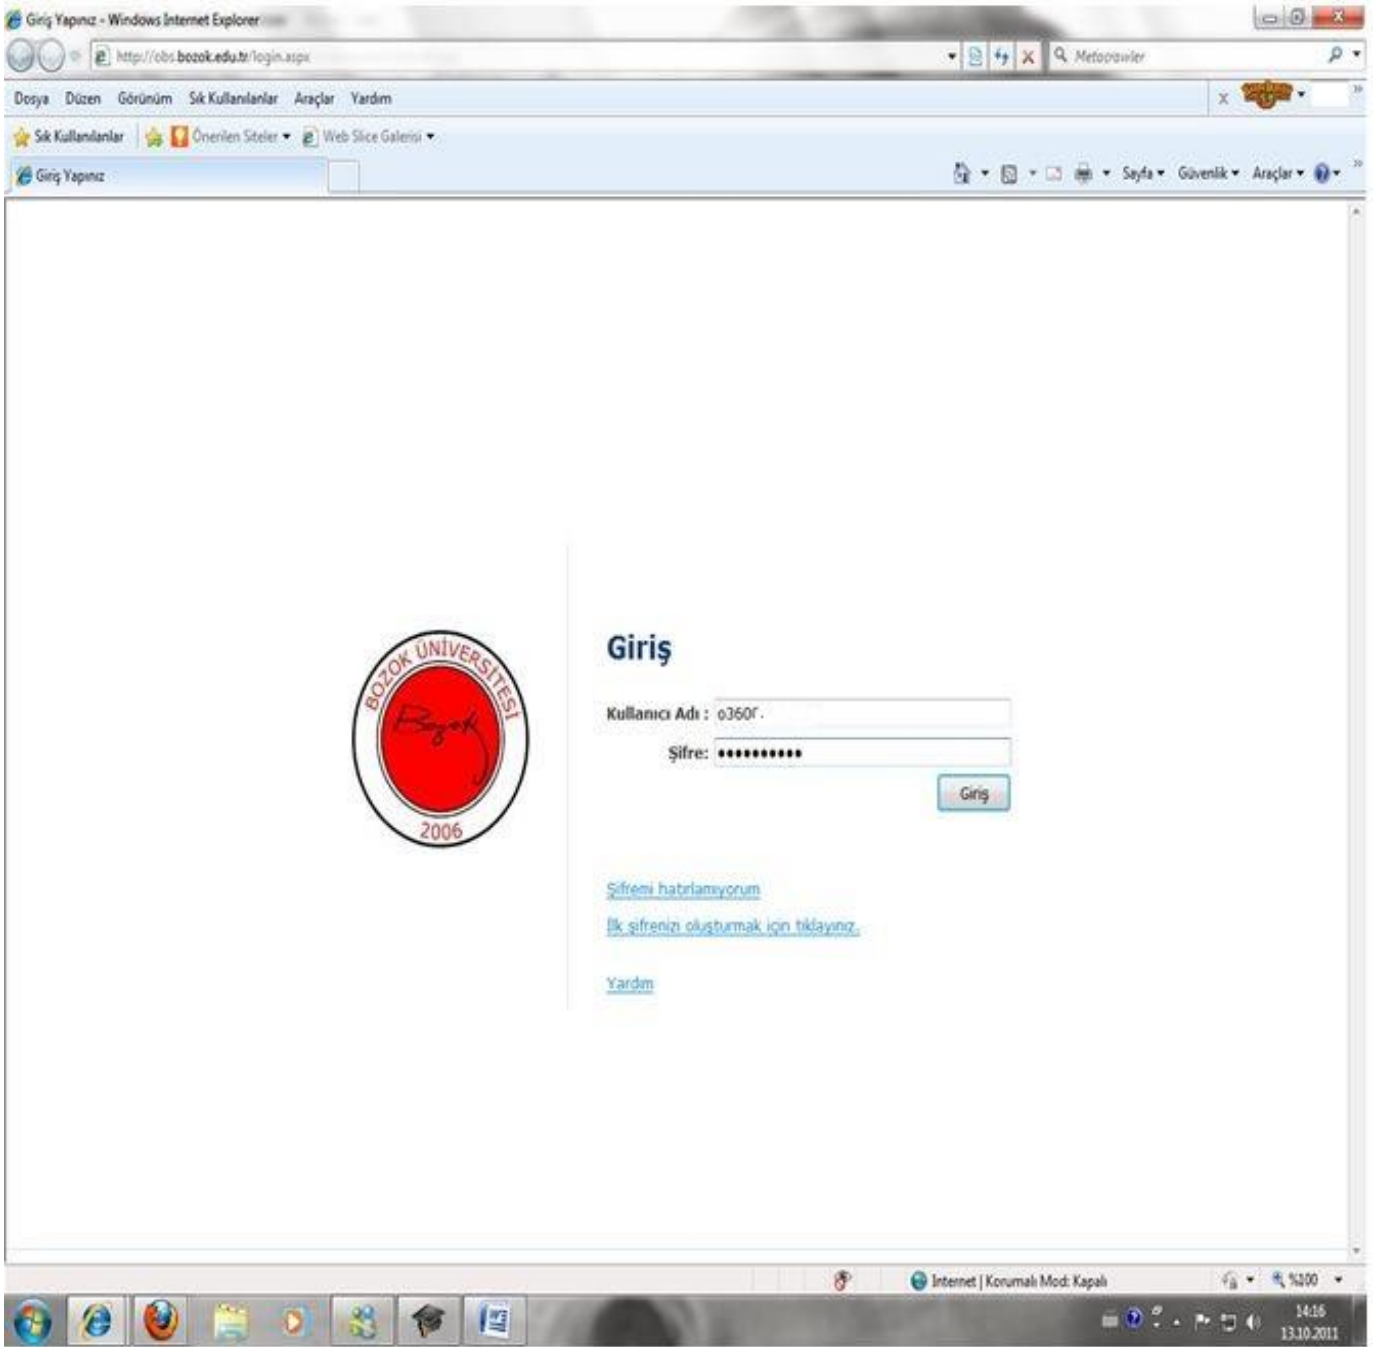 Giriş Yapınız - Windows Internet Explorer
http://obs.bozok.edu.tr/login.aspx
Metacrawler
Dosya Düzen Görünüm Sık Kullanılanlar Araçlar Yardım
Sık Kullanılanlar Önerilen Siteler Web Slice Galerisi
Giriş Yapınız
Sayfa Güvenlik Araçlar
BOZOK ÜNİVERSİTESİ
Bozok
2006
Giriş
Kullanıcı Adı :
Şifre: ••••••••••
Giriş
Şifremi hatırlamıyorum
İlk şifrenizi oluşturmak için tıklayınız.
Yardım
Internet | Korumalı Mod: Kapalı
%100
14:16
13.10.2011